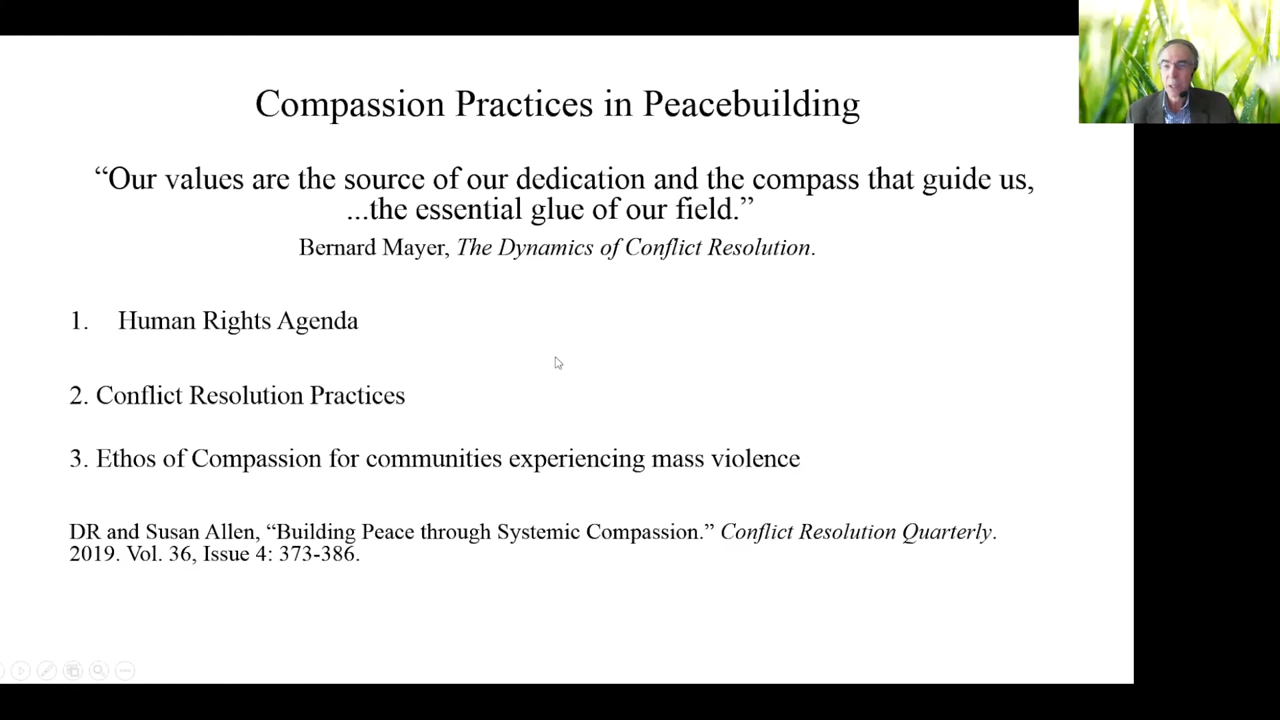 Compassion Practices in Peacebuilding
“Our values are the source of our dedication and the compass that guide us,
...the essential glue of our field.”
Bernard Mayer, The Dynamics of Conflict Resolution.
1. Human Rights Agenda
2. Conflict Resolution Practices
3. Ethos of Compassion for communities experiencing mass violence
DR and Susan Allen, “Building Peace through Systemic Compassion.” Conflict Resolution Quarterly.
2019. Vol. 36, Issue 4: 373-386.